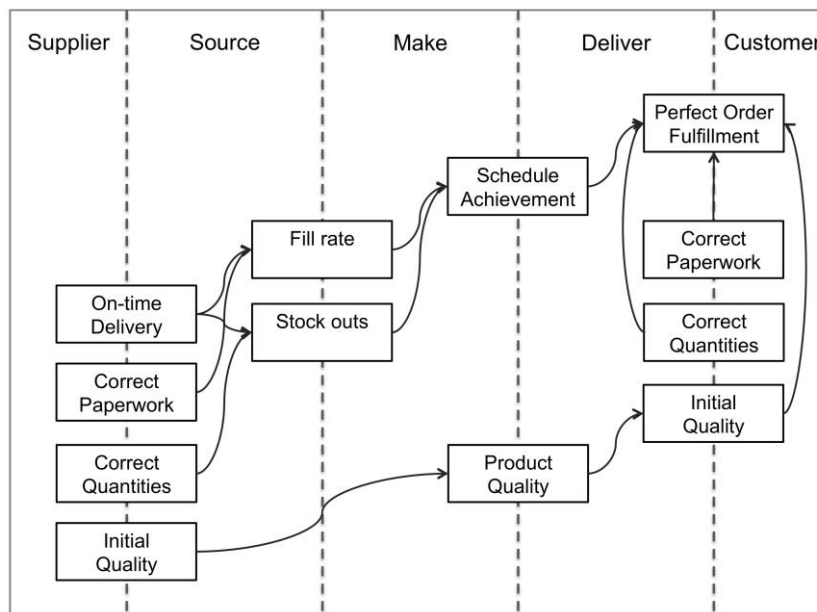 Supplier
Source
Make
Deliver
Customer
Perfect Order
Fulfillment
Schedule
Achievement
Fill rate
Correct
Paperwork
On-time
Delivery
Stock outs
Correct
Quantities
Correct
Paperwork
Initial
Quality
Correct
Quantities
Product
Quality
Initial
Quality